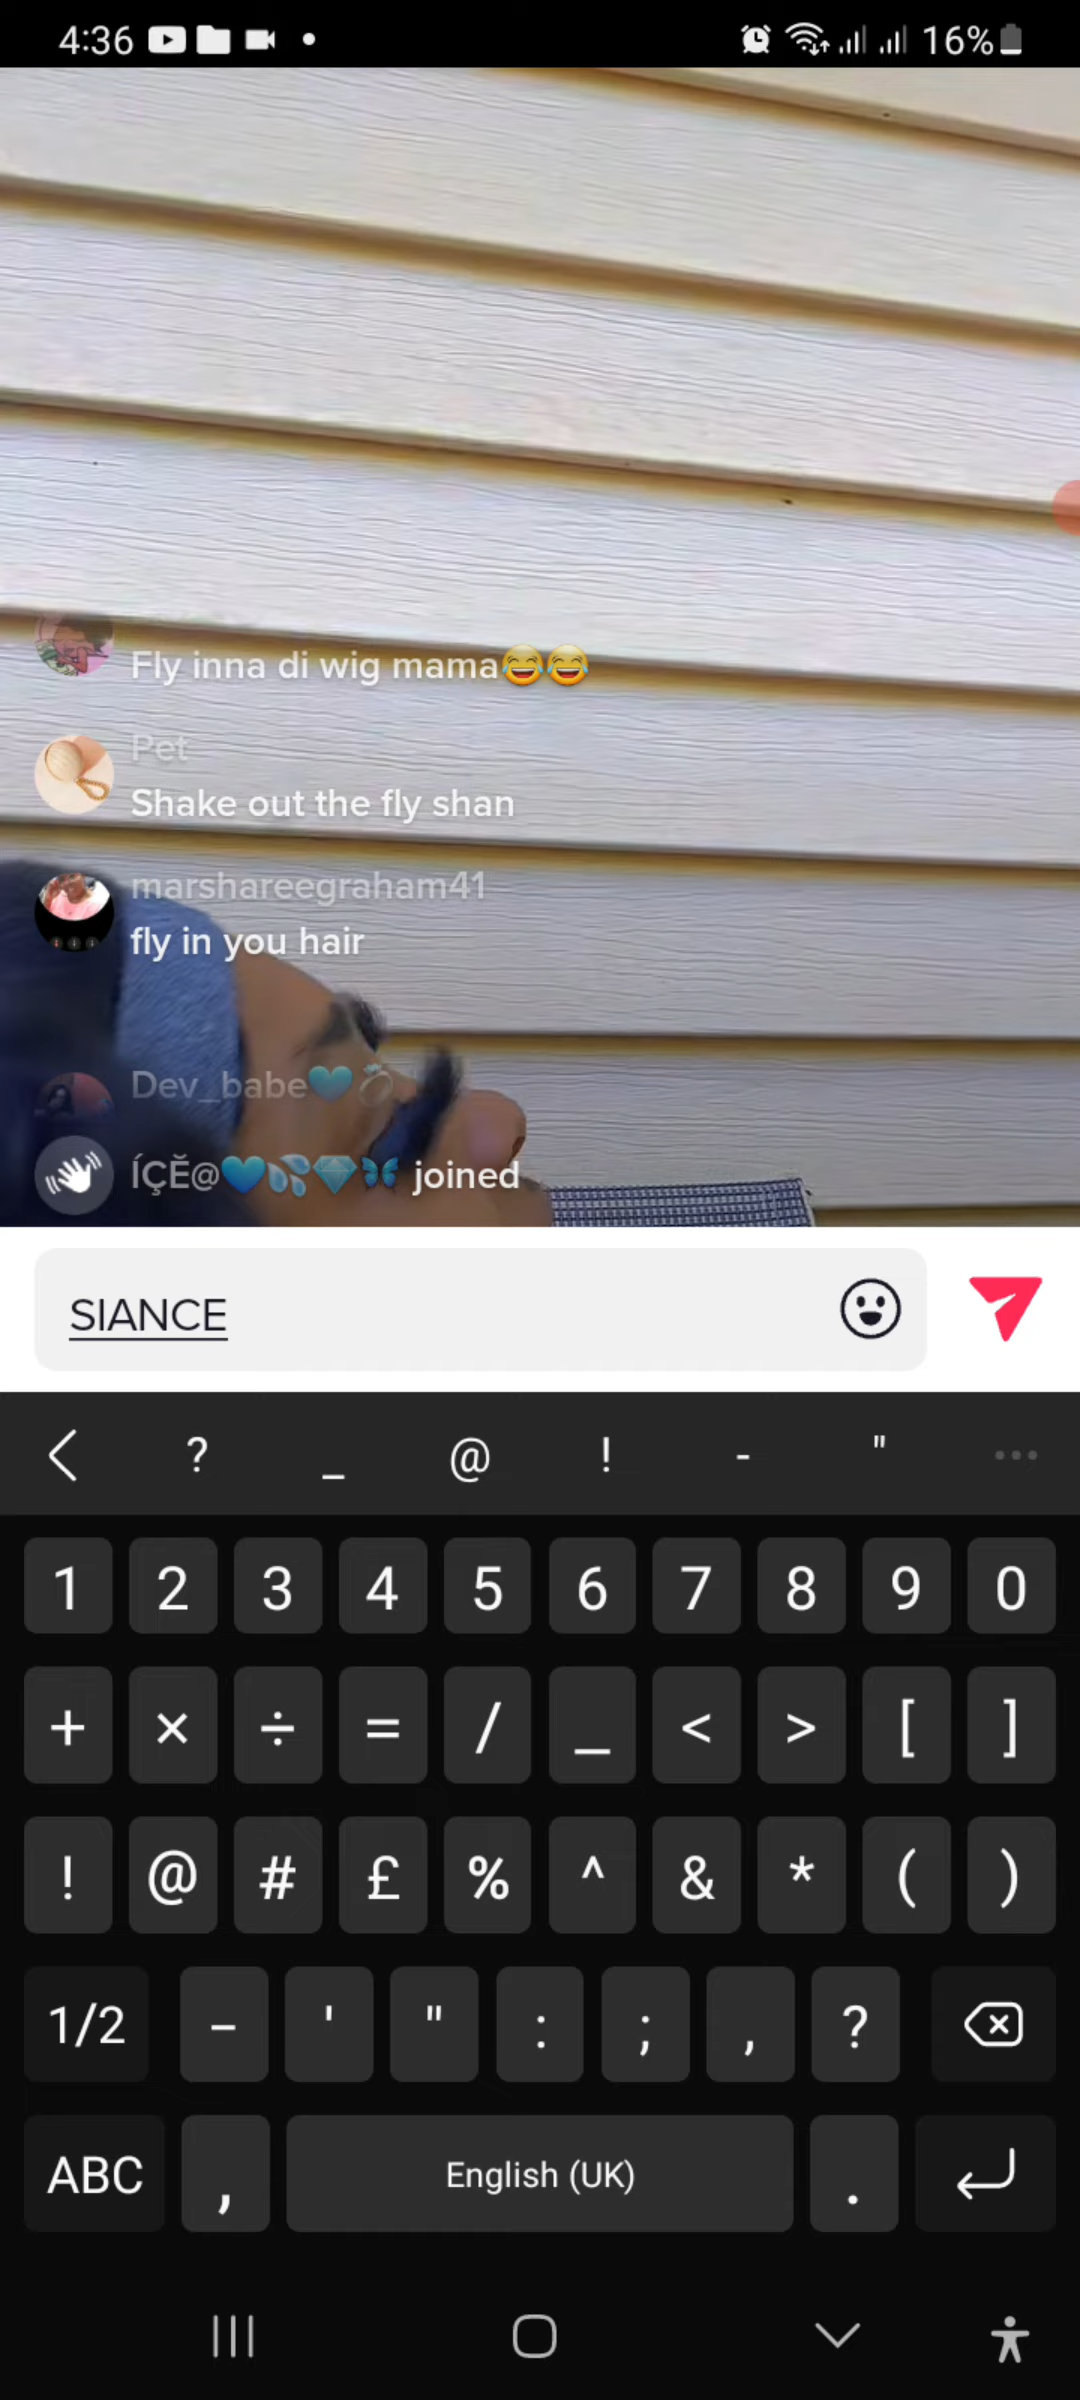 4:36
16%
Fly inna di wig mama😂😂
Pet
Shake out the fly shan
marshareegraham41
fly in you hair
Dev_babe🩵💍
ÍÇĔ@💙💦💎🦋 joined
SIANCE
? _ @ ! - " ...
1 2 3 4 5 6 7 8 9 0
+ × ÷ = / _ < > [ ]
! @ # £ % ^ & * ( )
1/2 - ' " : ; , ?
ABC , English (UK) .